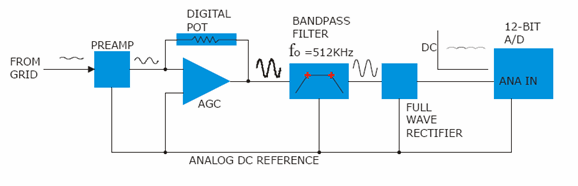 DIGITAL
POT
BANDPASS
FILTER
fo =512KHz
12-BIT
A/D
PREAMP
DC
FROM
GRID
ANA IN
AGC
FULL
WAVE
RECTIFIER
ANALOG DC REFERENCE